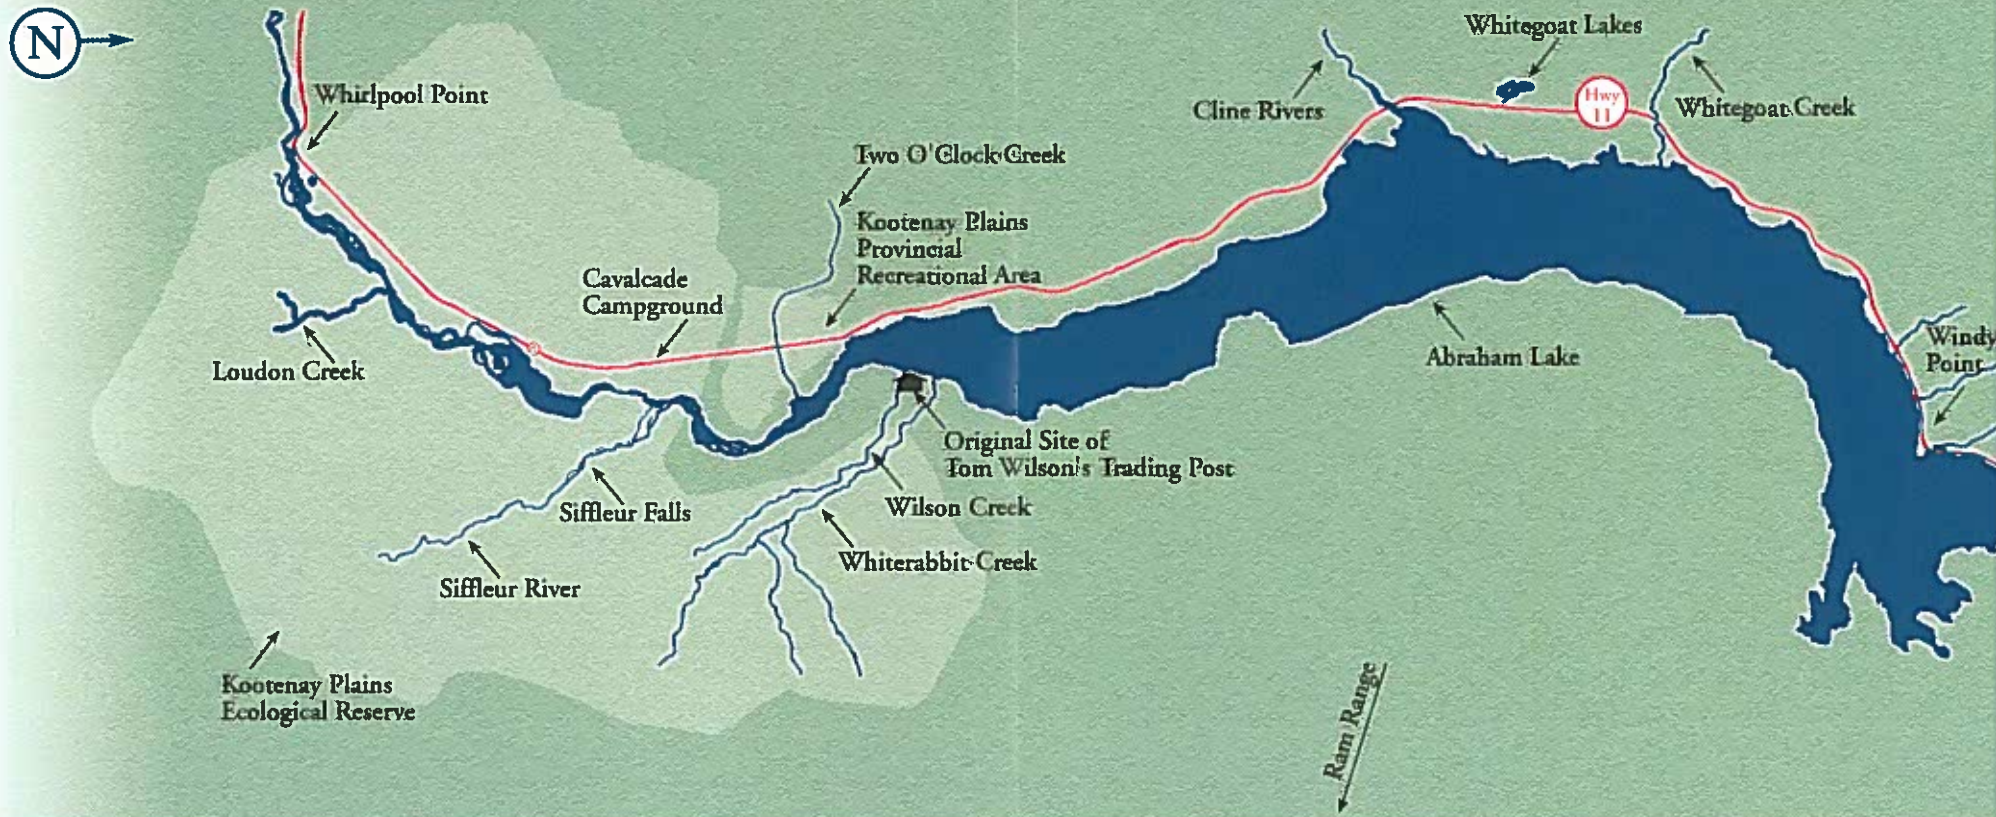 N
Whirlpool Point
Two O'Clock Creek
Kootenay Plains
Provincial
Recreational Area
Cavalcade
Campground
Loudon Creek
Siffleur Falls
Siffleur River
Kootenay Plains
Ecological Reserve
Original Site of
Tom Wilson's Trading Post
Wilson Creek
Whiterabbit Creek
Cline Rivers
Whitegoat Lakes
Hwy
11
Whitegoat Creek
Abraham Lake
Windy
Point
Ram Range